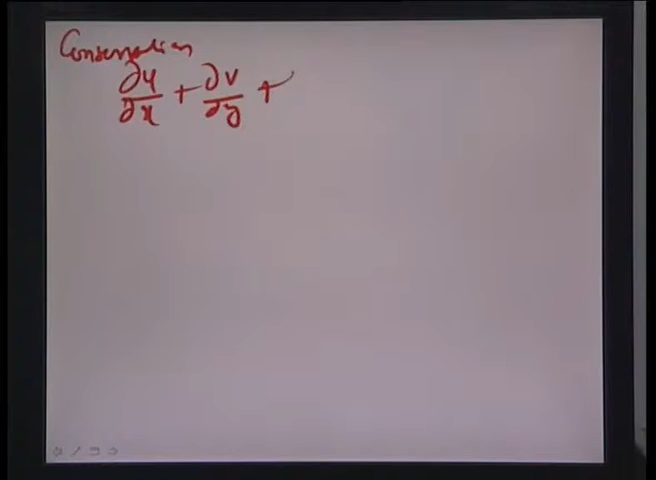 Conservation
∂u/∂x + ∂v/∂y +